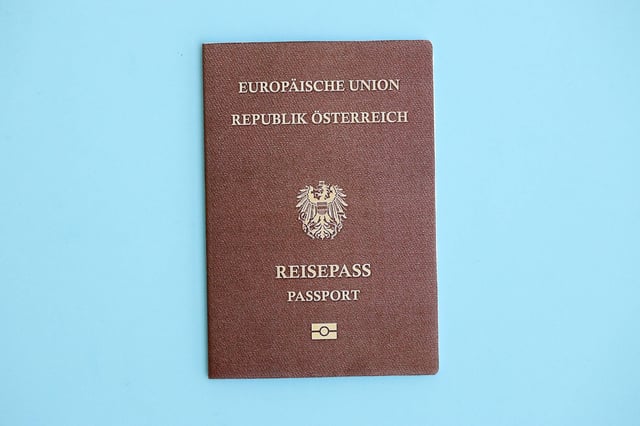 EUROPÄISCHE UNION
REPUBLIK ÖSTERREICH
REISEPASS
PASSPORT